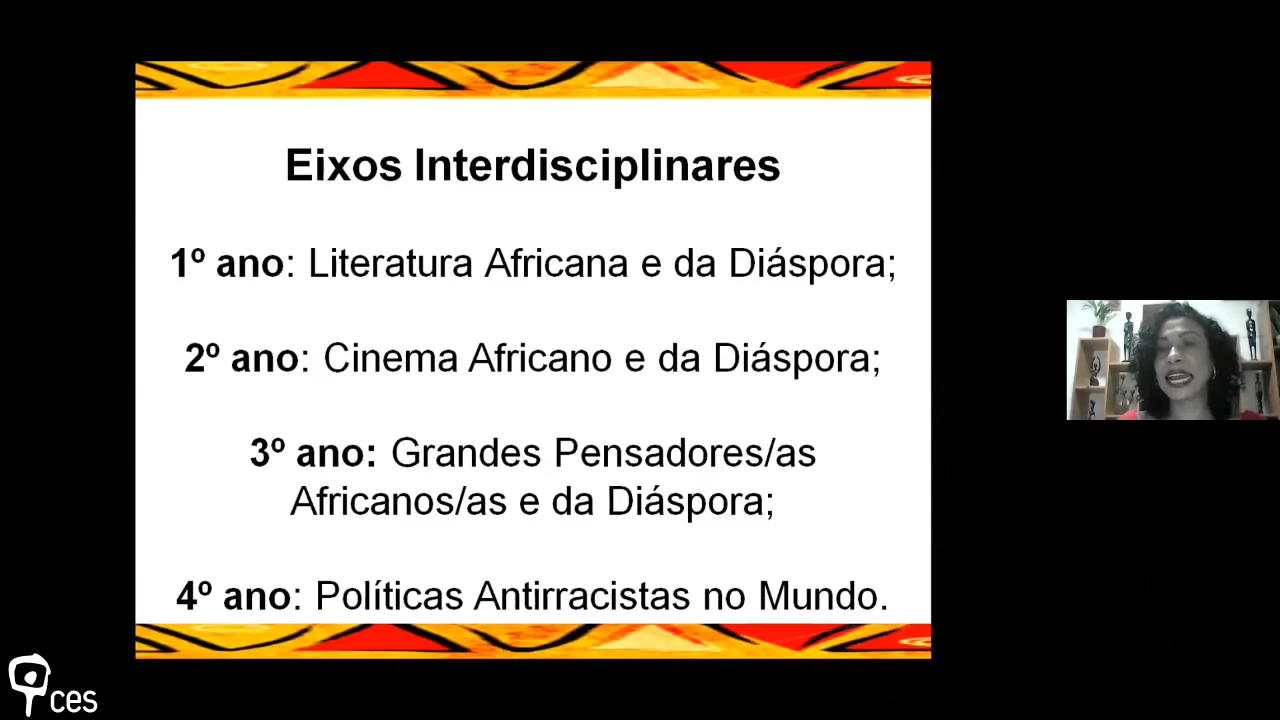 Eixos Interdisciplinares
1º ano: Literatura Africana e da Diáspora;
2º ano: Cinema Africano e da Diáspora;
3º ano: Grandes Pensadores/as
Africanos/as e da Diáspora;
4º ano: Políticas Antirracistas no Mundo.
ces